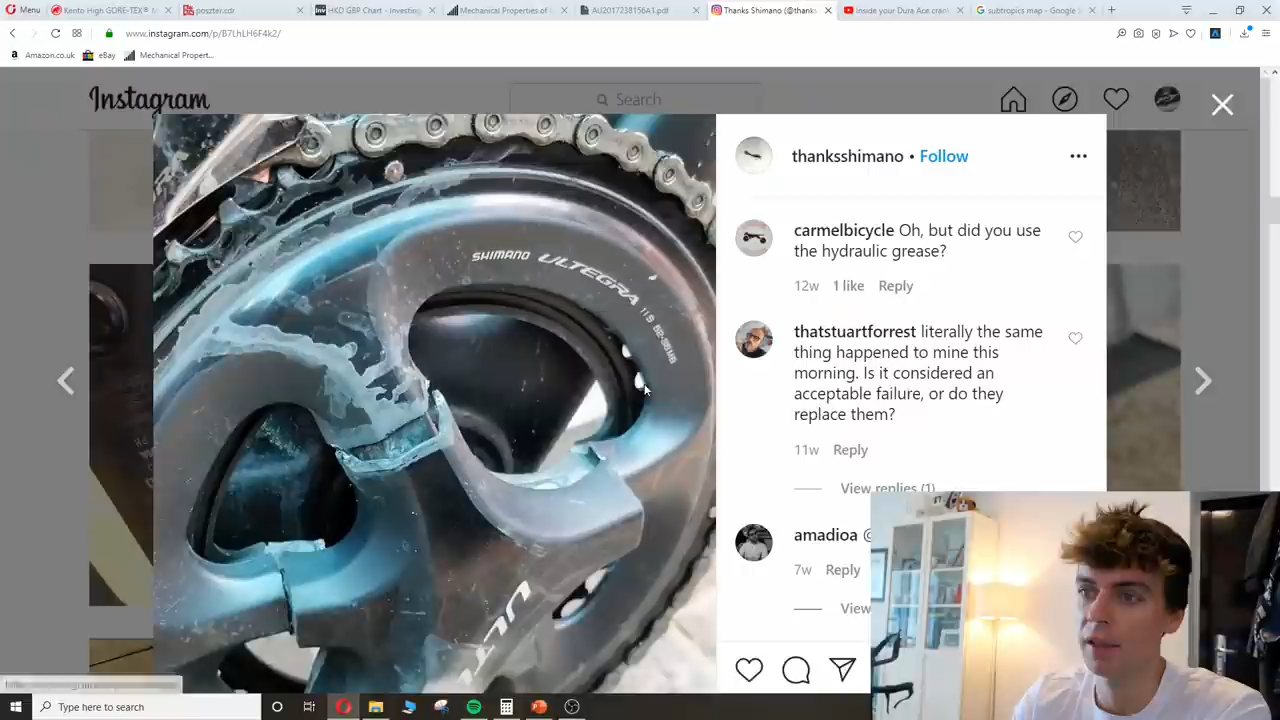 Menu
Kento High GORE-TEX®
poszter.cdr
HKD GBP Chart - Investing
Mechanical Properties of
AU2017238156A1.pdf
Thanks Shimano (@thanks
Inside your Dura Ace cran
subtropics map - Google
www.instagram.com/p/B7LhLH6F4k2/
Amazon.co.uk
eBay
Mechanical Propert...
Instagram
Search
thanksshimano • Follow
carmelbicycle Oh, but did you use
the hydraulic grease?
12w 1 like Reply
thatstuartforrest literally the same
thing happened to mine this
morning. Is it considered an
acceptable failure, or do they
replace them?
11w Reply
View replies (1)
amadioa
7w Reply
View
SHIMANO ULTEGRA
Type here to search